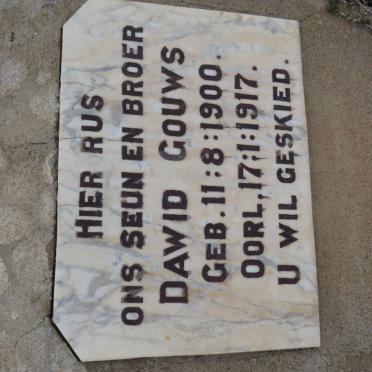 HIER RUS
ONS SEUN EN BROER
DAWID GOUWS
GEB. 11:8:1900.
OORL, 17:1:1917.
U WIL GESKIED.